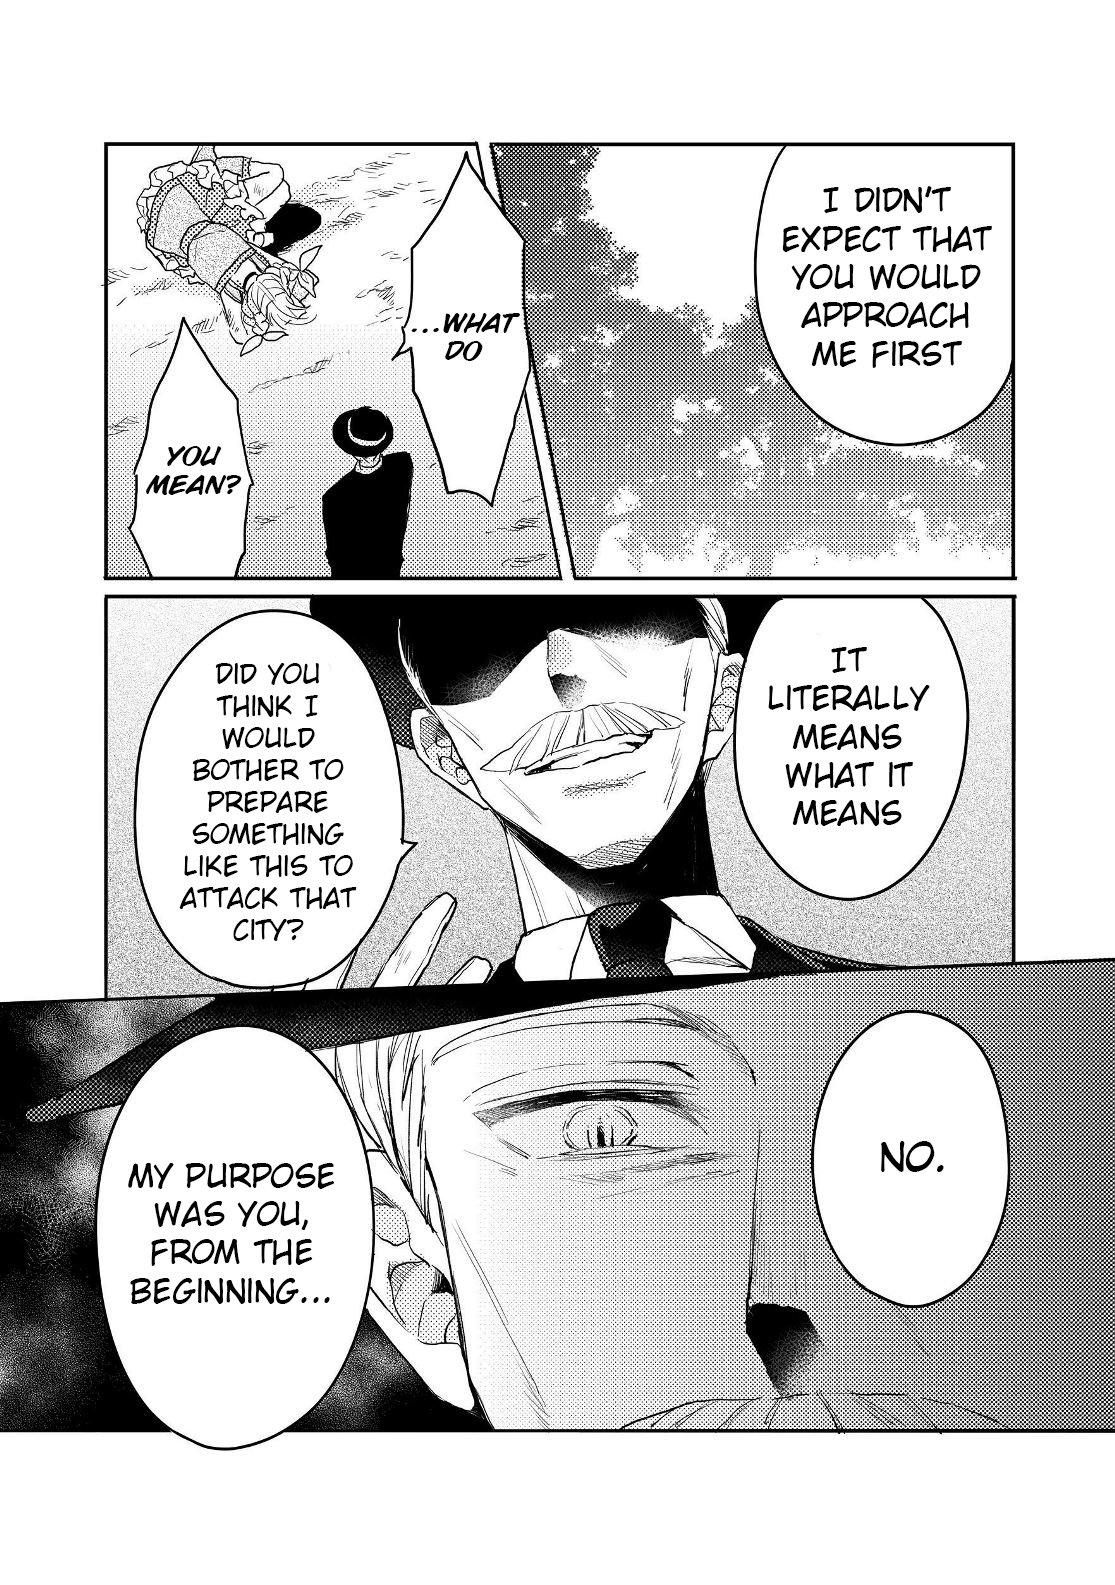 I DIDN'T
EXPECT THAT
YOU WOULD
APPROACH
ME FIRST
...WHAT
DO
YOU
MEAN?
IT
LITERALLY
MEANS
WHAT IT
MEANS
DID YOU
THINK I
WOULD
BOTHER TO
PREPARE
SOMETHING
LIKE THIS TO
ATTACK THAT
CITY?
NO.
MY PURPOSE
WAS YOU,
FROM THE
BEGINNING...